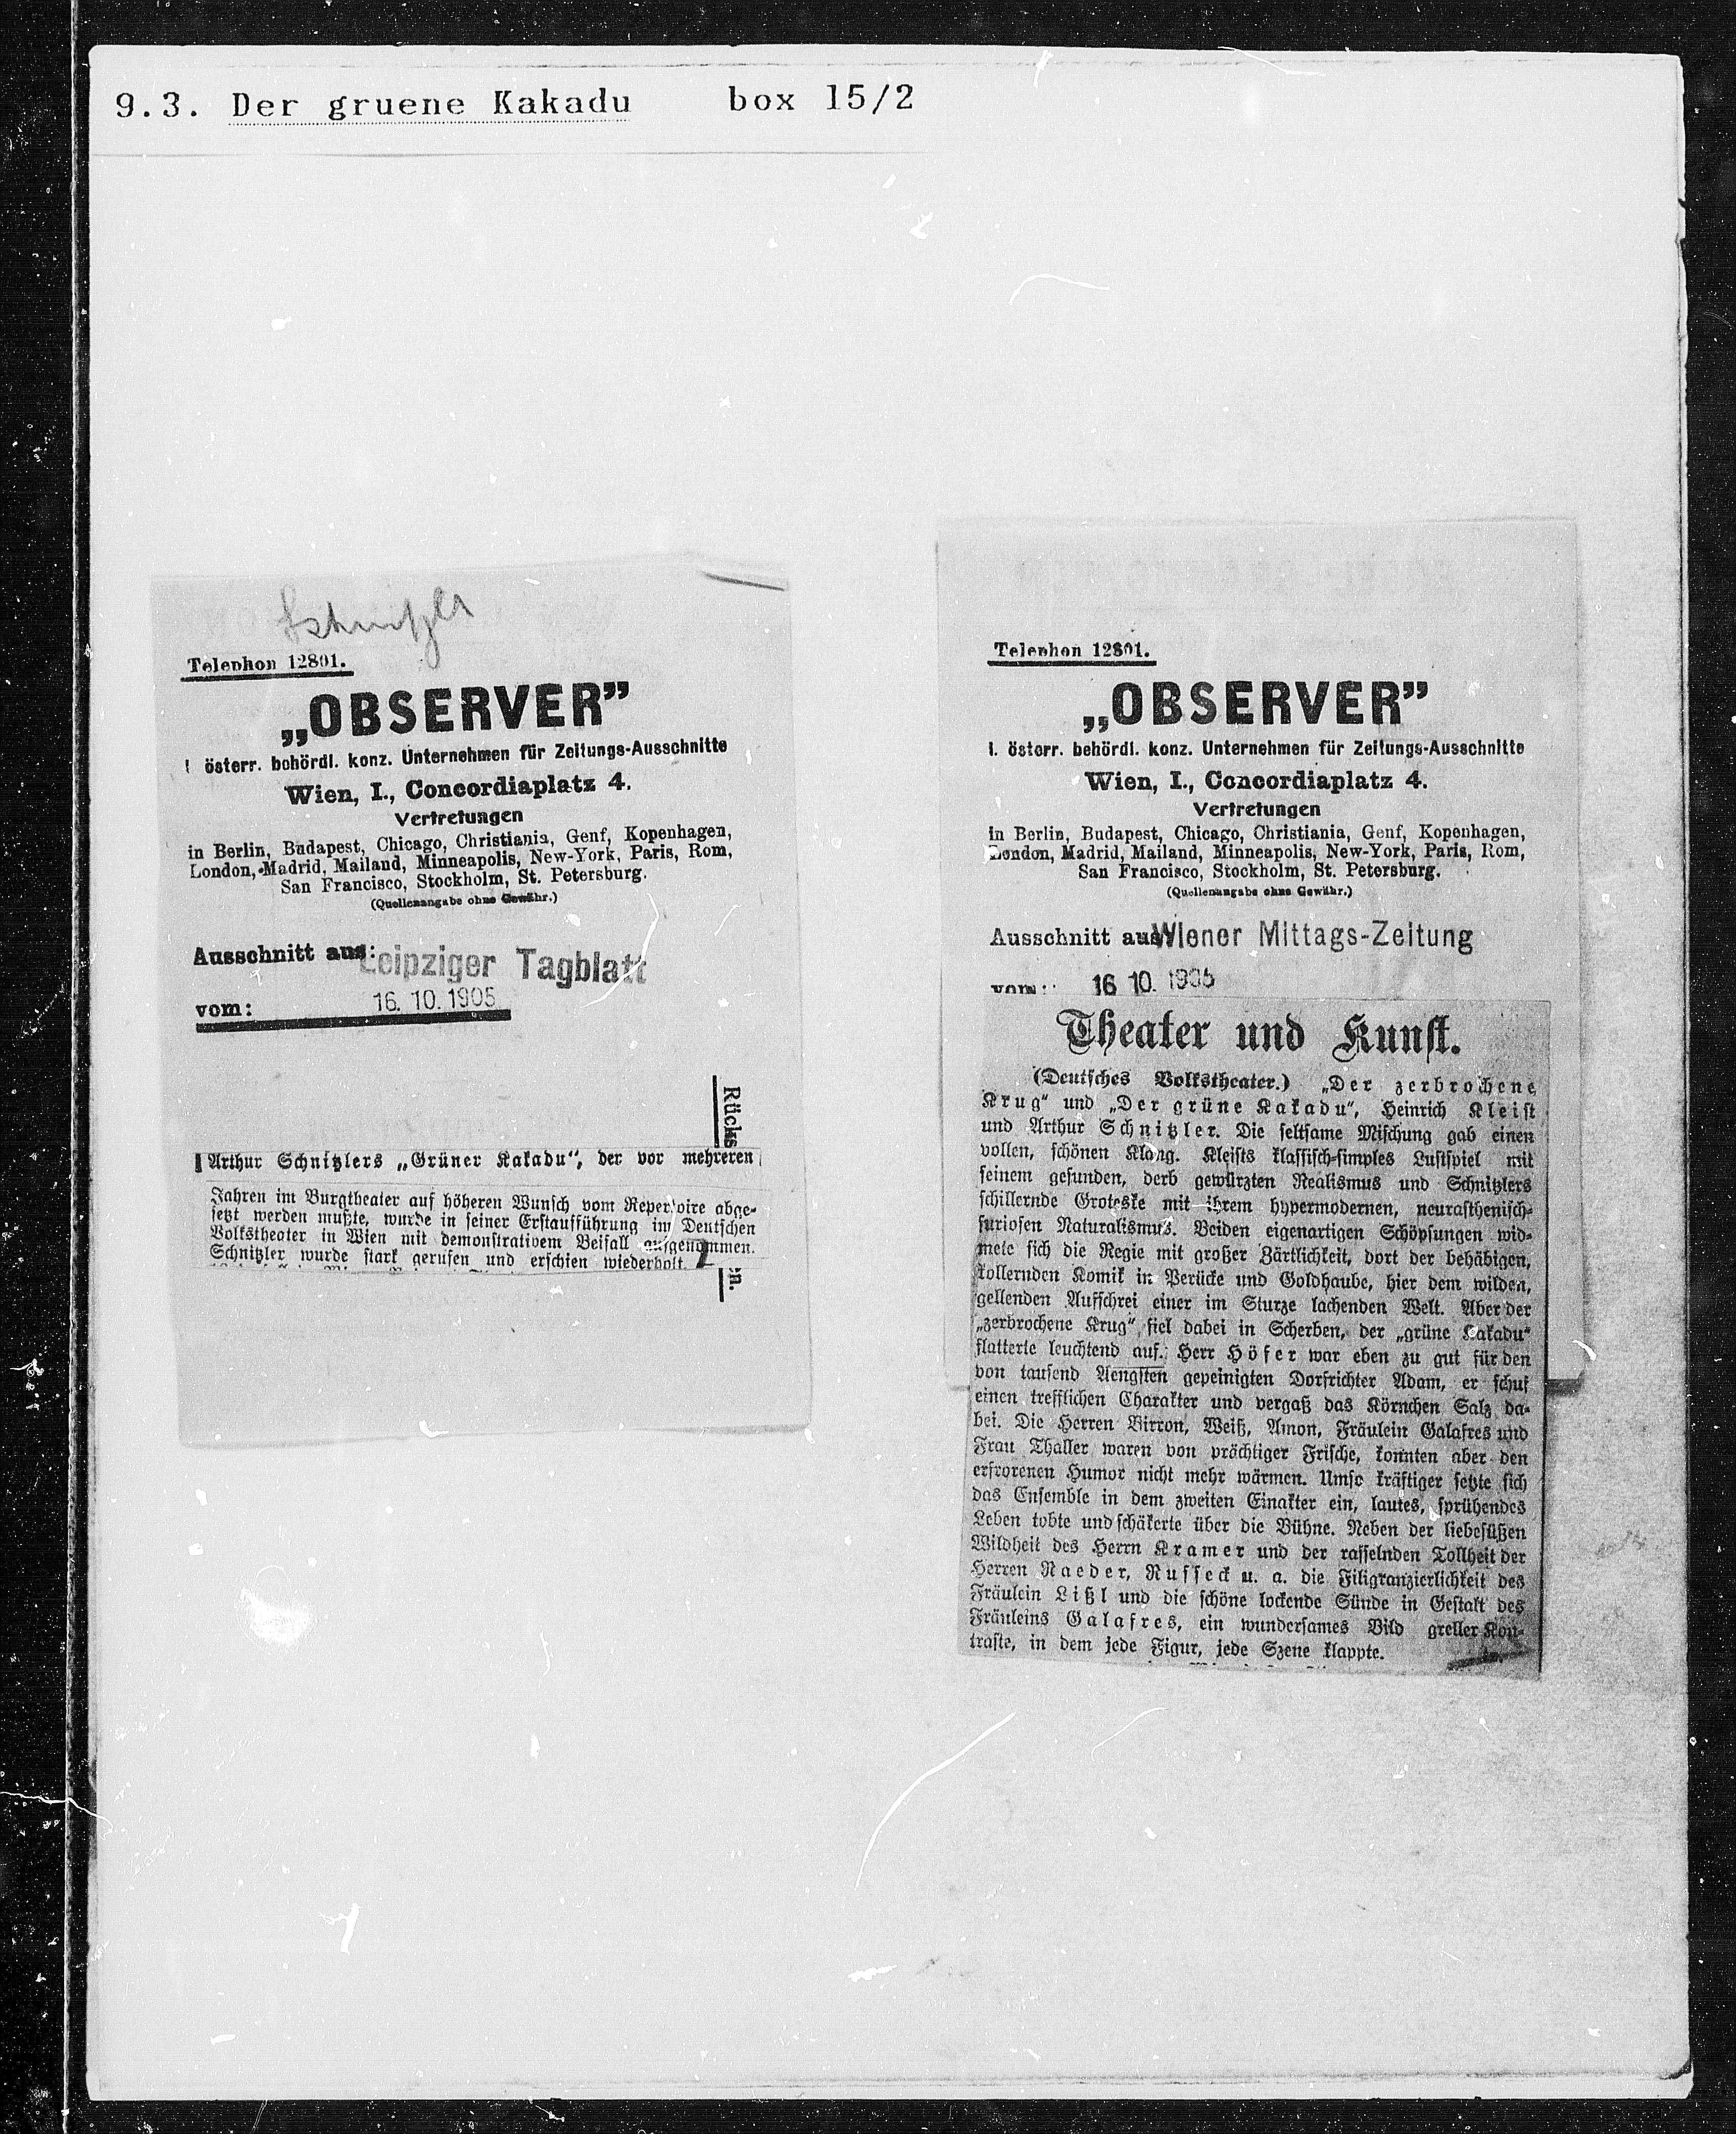 9.3. Der gruene Kakadu box 15/2
Schnitzler
Telephon 12801.
„OBSERVER”
I. österr. behördl. konz. Unternehmen für Zeitungs-Ausschnitte
Wien, I., Concordiaplatz 4.
Vertretungen
in Berlin, Budapest, Chicago, Christiania, Genf, Kopenhagen,
London, Madrid, Mailand, Minneapolis, New-York, Paris, Rom,
San Francisco, Stockholm, St. Petersburg.
(Quellenangabe ohne Gewähr.)
Ausschnitt aus: Leipziger Tagblatt
vom: 16. 10. 1905
Rücks
Arthur Schnitzlers „Grüner Kakadu“, der vor mehreren
Jahren im Burgtheater auf höheren Wunsch vom Repertoire abge-
setzt werden mußte, wurde in seiner Erstaufführung im Deutschen
Volkstheater in Wien mit demonstrativem Beifall aufgenommen.
Schnitzler wurde stark gerufen und erschien wiederholt.
n.
Telephon 12801.
„OBSERVER”
I. österr. behördl. konz. Unternehmen für Zeitungs-Ausschnitte
Wien, I., Concordiaplatz 4.
Vertretungen
in Berlin, Budapest, Chicago, Christiania, Genf, Kopenhagen,
London, Madrid, Mailand, Minneapolis, New-York, Paris, Rom,
San Francisco, Stockholm, St. Petersburg.
(Quellenangabe ohne Gewähr.)
Ausschnitt aus Wiener Mittags-Zeitung
vom: 16 10. 1905
Theater und Kunst.
(Deutsches Volkstheater.) „Der zerbrochene
Krug“ und „Der grüne Kakadu“, Heinrich Kleist
und Arthur Schnitzler. Die seltsame Mischung gab einen
vollen, schönen Klang. Kleists klassisch-simples Lustspiel mit
seinem gesunden, derb gewürzten Realismus und Schnitzlers
schillernde Groteske mit ihrem hypermodernen, neurasthenisch-
furiosen Naturalismus. Beiden eigenartigen Schöpfungen wid-
mete sich die Regie mit großer Zärtlichkeit, dort der behäbigen,
kollernden Komik in Perücke und Goldhaube, hier dem wilden,
gellenden Aufschrei einer im Sturze lachenden Welt. Aber der
„zerbrochene Krug“ fiel dabei in Scherben, der „grüne Kakadu“
flatterte leuchtend auf. Herr Höfer war eben zu gut für den
von tausend Aengsten gepeinigten Dorfrichter Adam, er schuf
einen trefflichen Charakter und vergaß das Körnchen Salz da-
bei. Die Herren Birron, Weiß, Amon, Fräulein Galafres und
Frau Thaller waren von prächtiger Frische, konnten aber den
erfrorenen Humor nicht mehr wärmen. Umso kräftiger setzte sich
das Ensemble in dem zweiten Einakter ein, lautes, sprühendes
Leben tobte und schäkerte über die Bühne. Neben der liebesüßen
Wildheit des Herrn Kramer und der rasselnden Tollheit der
Herren Raeder, Russeck u. a. die Filigranzierlichkeit des
Fräulein Lißl und die schöne lockende Sünde in Gestalt des
Fräuleins Galafres, ein wundersames Bild greller Kon-
traste, in dem jede Figur, jede Szene klappte.